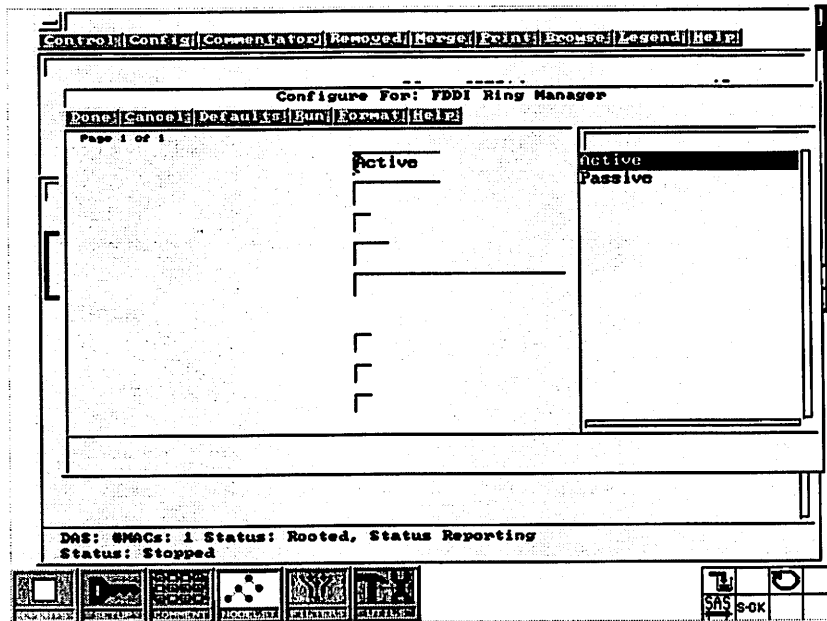 Control Config Commentator Removed Merge Print Browse Legend Help
Configure For: FDDI Ring Manager
Done Cancel Defaults Run Format Help
Page 1 of 1
Active
Active
Passive
DAS: #MACs: 1 Status: Rooted, Status Reporting
Status: Stopped
SAS S-OK